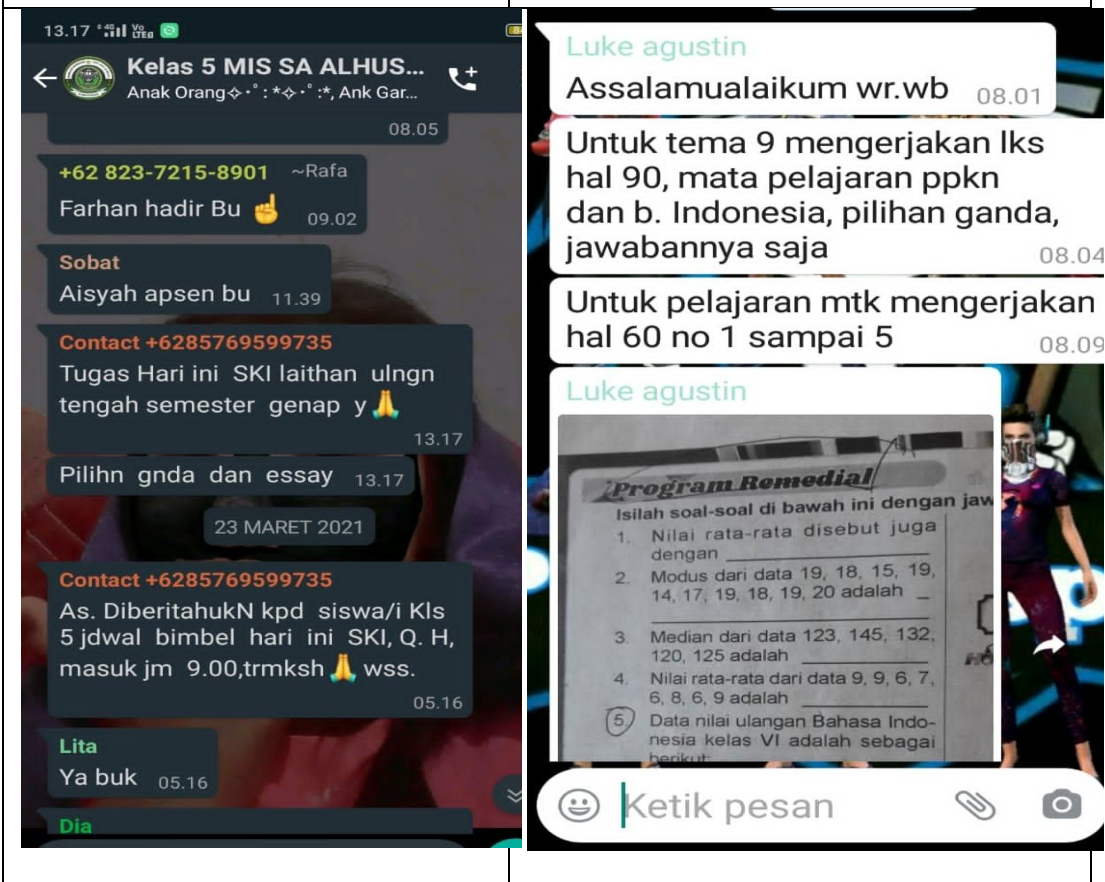 13.17
Kelas 5 MIS SA ALHUS...
Anak Orang✧･ﾟ: *✧･ﾟ:*, Ank Gar...
08.05
+62 823-7215-8901 ~Rafa
Farhan hadir Bu ☝️ 09.02
Sobat
Aisyah apsen bu 11.39
Contact +6285769599735
Tugas Hari ini SKI laithan ulngn
tengah semester genap y 🙏
13.17
Pilihn gnda dan essay 13.17
23 MARET 2021
Contact +6285769599735
As. DiberitahukN kpd siswa/i Kls
5 jdwal bimbel hari ini SKI, Q. H,
masuk jm 9.00,trmksh 🙏 wss.
05.16
Lita
Ya buk 05.16
Dia
Luke agustin
Assalamualaikum wr.wb 08.01
Untuk tema 9 mengerjakan lks
hal 90, mata pelajaran ppkn
dan b. Indonesia, pilihan ganda,
jawabannya saja 08.04
Untuk pelajaran mtk mengerjakan
hal 60 no 1 sampai 5 08.09
Luke agustin
Program Remedial
Isilah soal-soal di bawah ini dengan jaw
1. Nilai rata-rata disebut juga
dengan
2. Modus dari data 19, 18, 15, 19,
14, 17, 19, 18, 19, 20 adalah
3. Median dari data 123, 145, 132,
120, 125 adalah
4. Nilai rata-rata dari data 9, 9, 6, 7,
6, 8, 6, 9 adalah
5. Data nilai ulangan Bahasa Indo-
nesia kelas VI adalah sebagai
berikut:
Ketik pesan